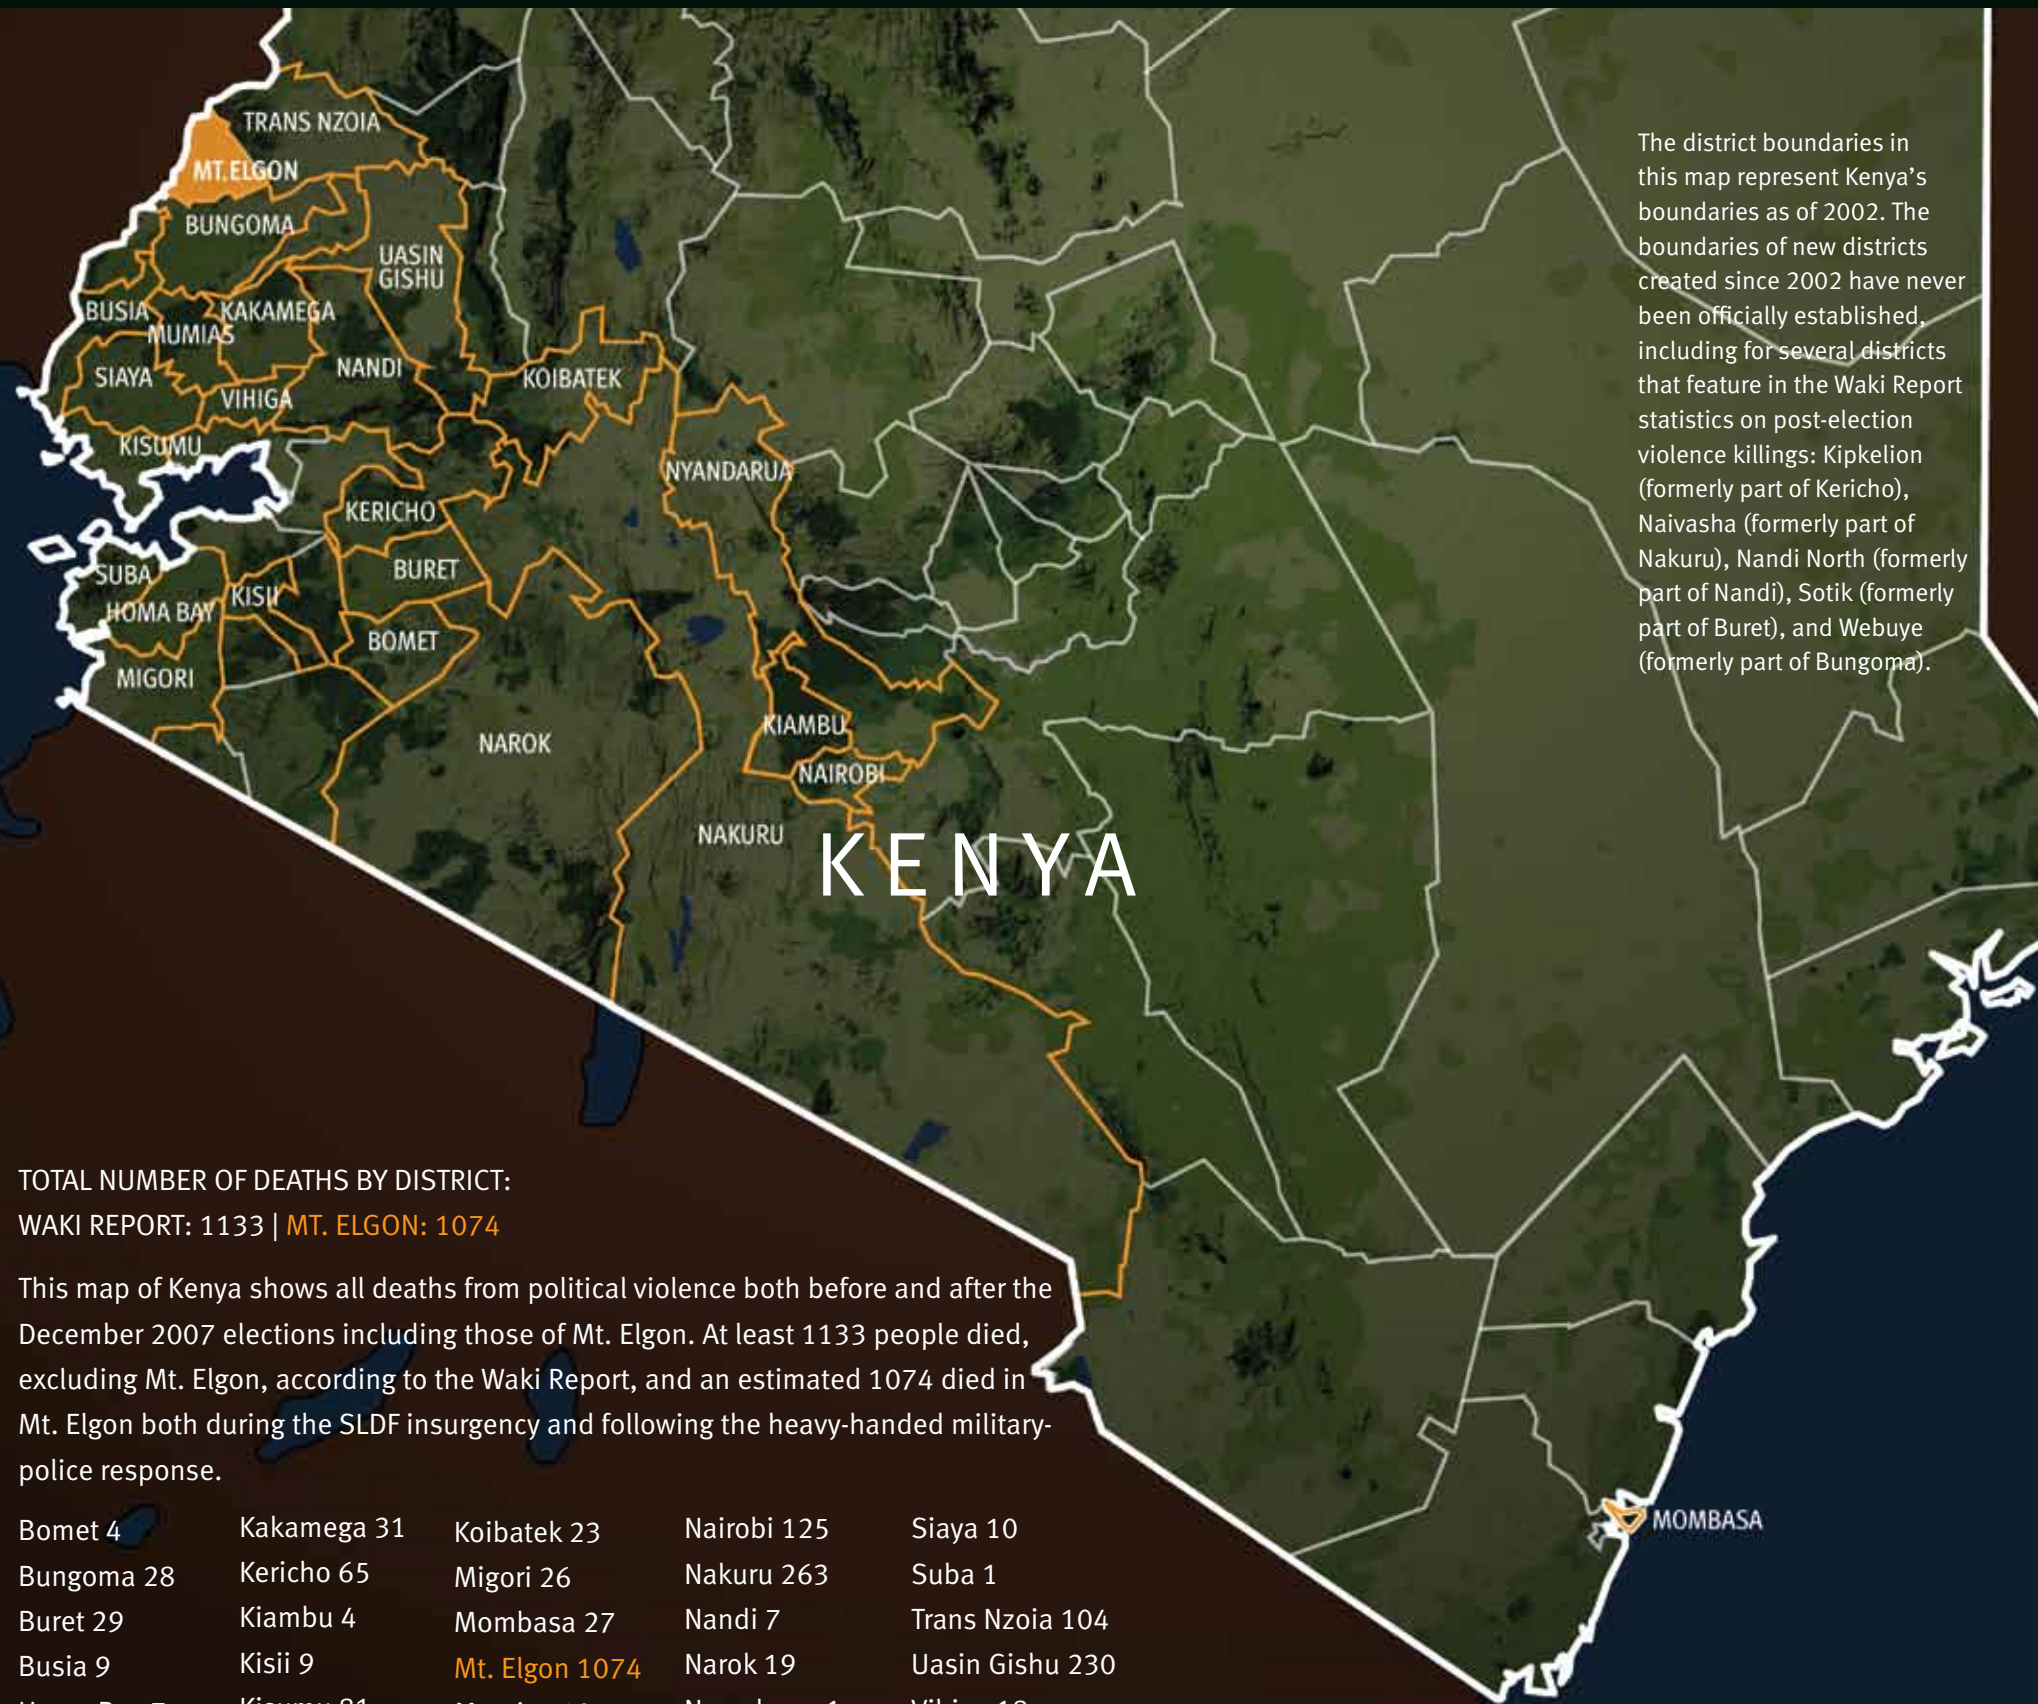 TRANS NZOIA
MT. ELGON
BUNGOMA
UASIN
GISHU
BUSIA
KAKAMEGA
MUMIAS
SIAYA
NANDI
KOIBATEK
VIHIGA
KISUMU
NYANDARUA
KERICHO
SUBA
BURET
KISII
HOMA BAY
BOMET
MIGORI
KIAMBU
NAROK
NAIROBI
NAKURU
KENYA
MOMBASA
The district boundaries in
this map represent Kenya's
boundaries as of 2002. The
boundaries of new districts
created since 2002 have never
been officially established,
including for several districts
that feature in the Waki Report
statistics on post-election
violence killings: Kipkelion
(formerly part of Kericho),
Naivasha (formerly part of
Nakuru), Nandi North (formerly
part of Nandi), Sotik (formerly
part of Buret), and Webuye
(formerly part of Bungoma).
TOTAL NUMBER OF DEATHS BY DISTRICT:
WAKI REPORT: 1133 | MT. ELGON: 1074
This map of Kenya shows all deaths from political violence both before and after the
December 2007 elections including those of Mt. Elgon. At least 1133 people died,
excluding Mt. Elgon, according to the Waki Report, and an estimated 1074 died in
Mt. Elgon both during the SLDF insurgency and following the heavy-handed military-
police response.
Bomet 4
Bungoma 28
Buret 29
Busia 9
Kakamega 31
Kericho 65
Kiambu 4
Kisii 9
Kisumu 81
Koibatek 23
Migori 26
Mombasa 27
Mt. Elgon 1074
Nairobi 125
Nakuru 263
Nandi 7
Narok 19
Siaya 10
Suba 1
Trans Nzoia 104
Uasin Gishu 230